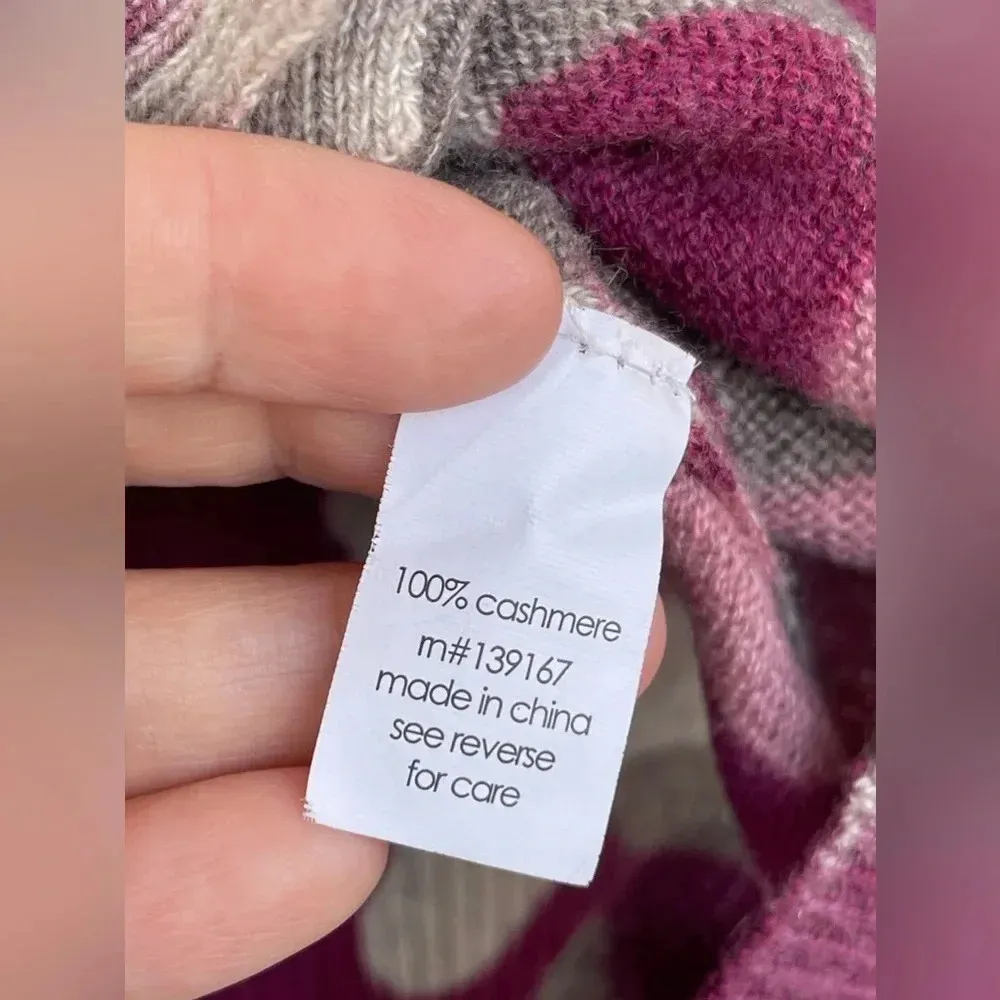 100% cashmere
m#139167
made in china
see reverse
for care